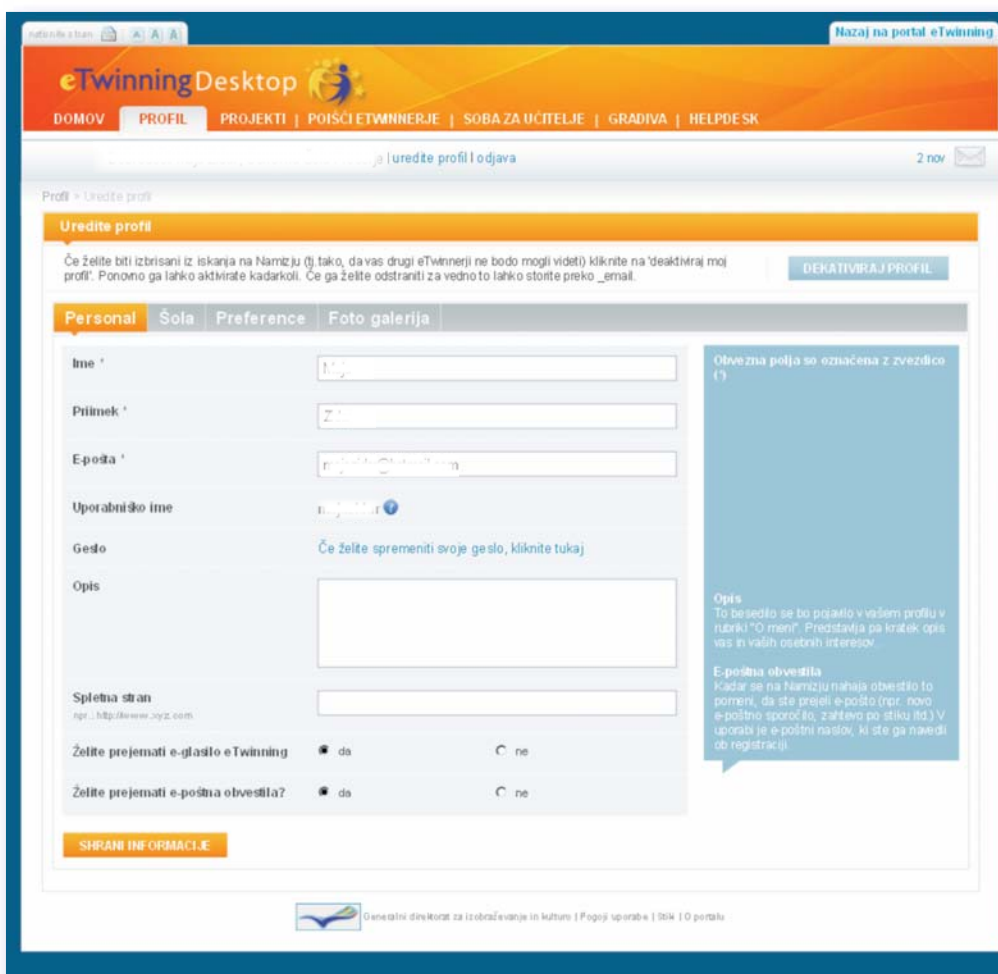 natisnite stran A A A
Nazaj na portal eTwinning
eTwinning Desktop
DOMOV PROFIL PROJEKTI | POIŠČI ETWINNERJE | SOBA ZA UČITELJE | GRADIVA | HELPDESK
| uredite profil | odjava
2 nov
Profil > Uredite profil
Uredite profil
Če želite biti izbrisani iz iskanja na Namizju (tj.tako, da vas drugi eTwinnerji ne bodo mogli videti) kliknite na 'deaktiviraj moj
profil'. Ponovno ga lahko aktivirate kadarkoli. Če ga želite odstraniti za vedno to lahko storite preko _email.
DEKATIVIRAJ PROFIL
Personal Šola Preference Foto galerija
Ime *
Priimek *
E-pošta *
Uporabniško ime
Geslo
Če želite spremeniti svoje geslo, kliknite tukaj
Opis
Spletna stran
npr.: http://www.xyz.com
Želite prejemati e-glasilo eTwinning da ne
Želite prejemati e-poštna obvestila? da ne
SHRANI INFORMACIJE
Obvezna polja so označena z zvezdico
(*)
Opis
To besedilo se bo pojavilo v vašem profilu v
rubriki "O meni". Predstavlja pa kratek opis
vas in vaših osebnih interesov.
E-poštna obvestila
Kadar se na Namizju nahaja obvestilo to
pomeni, da ste prejeli e-pošto (npr. novo
e-poštno sporočilo, zahtevo po stiku itd.) V
uporabi je e-poštni naslov, ki ste ga navedli
ob registraciji.
Generalni direktorat za izobraževanje in kulturo | Pogoji uporabe | Stik | O portalu